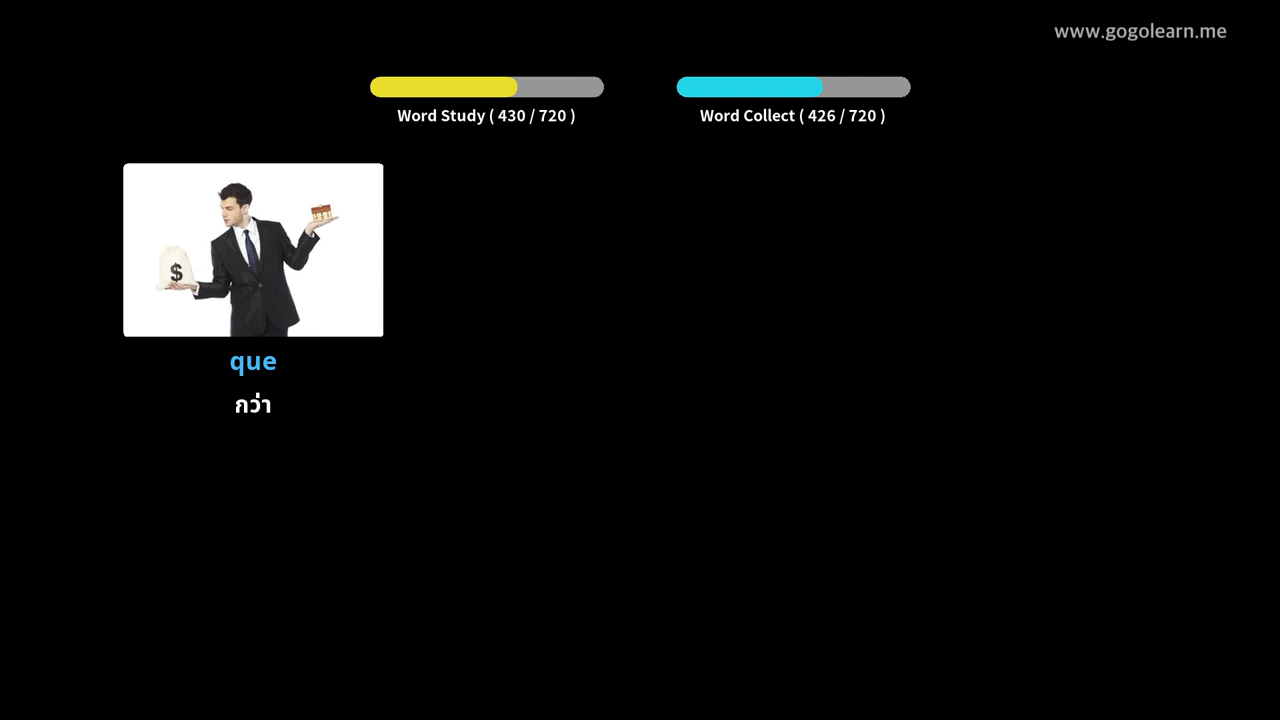 www.gogolearn.me
Word Study ( 430 / 720 )
Word Collect ( 426 / 720 )
$
que
กว่า